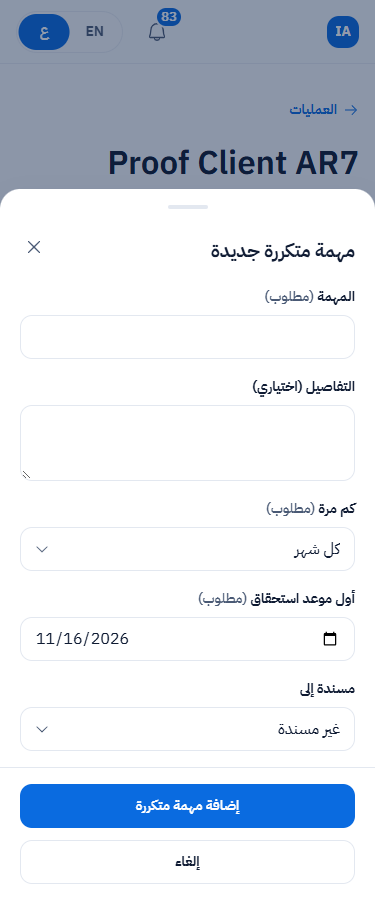 IA
83
EN
ع
العمليات
Proof Client AR7
مهمة متكررة جديدة
المهمة (مطلوب)
التفاصيل (اختياري)
كم مرة (مطلوب)
كل شهر
أول موعد استحقاق (مطلوب)
11/16/2026
مسندة إلى
غير مسندة
إضافة مهمة متكررة
إلغاء